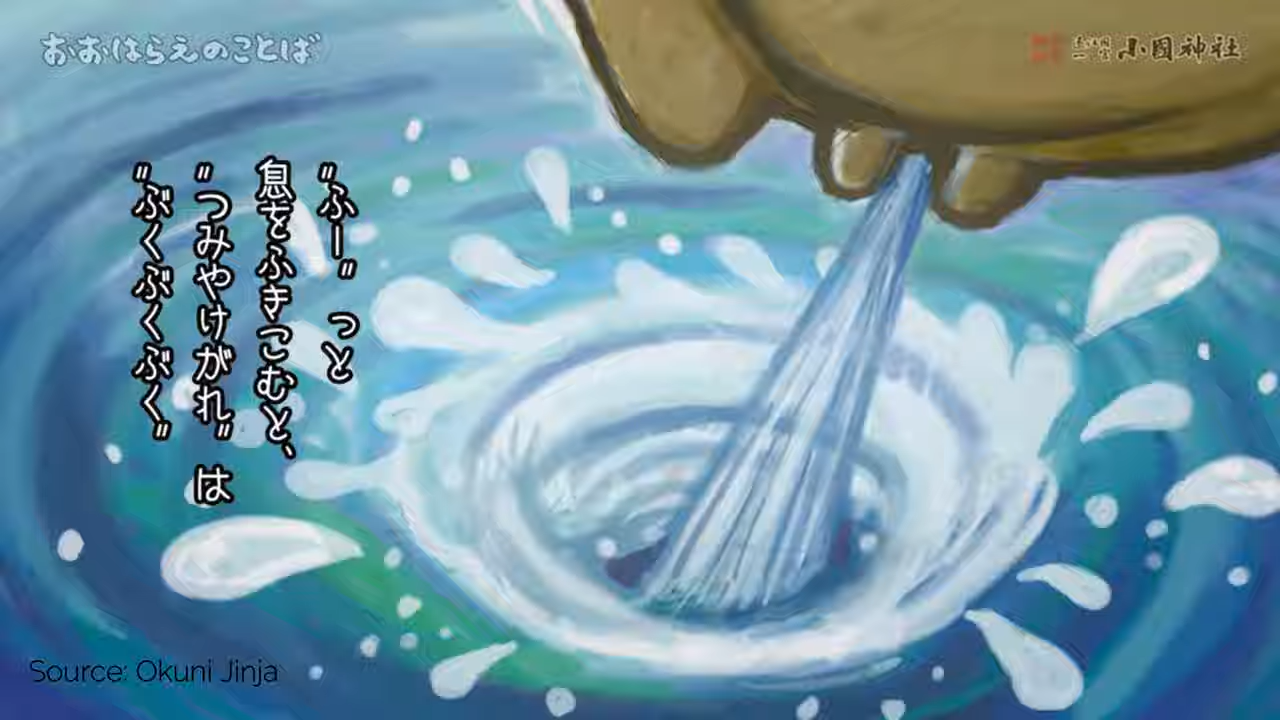 おおはらえのことば
小國神社
"ふー" っと
息をふきこむと、
"つみやけがれ" は
"ぶくぶくぶく"
Source: Okuni Jinja